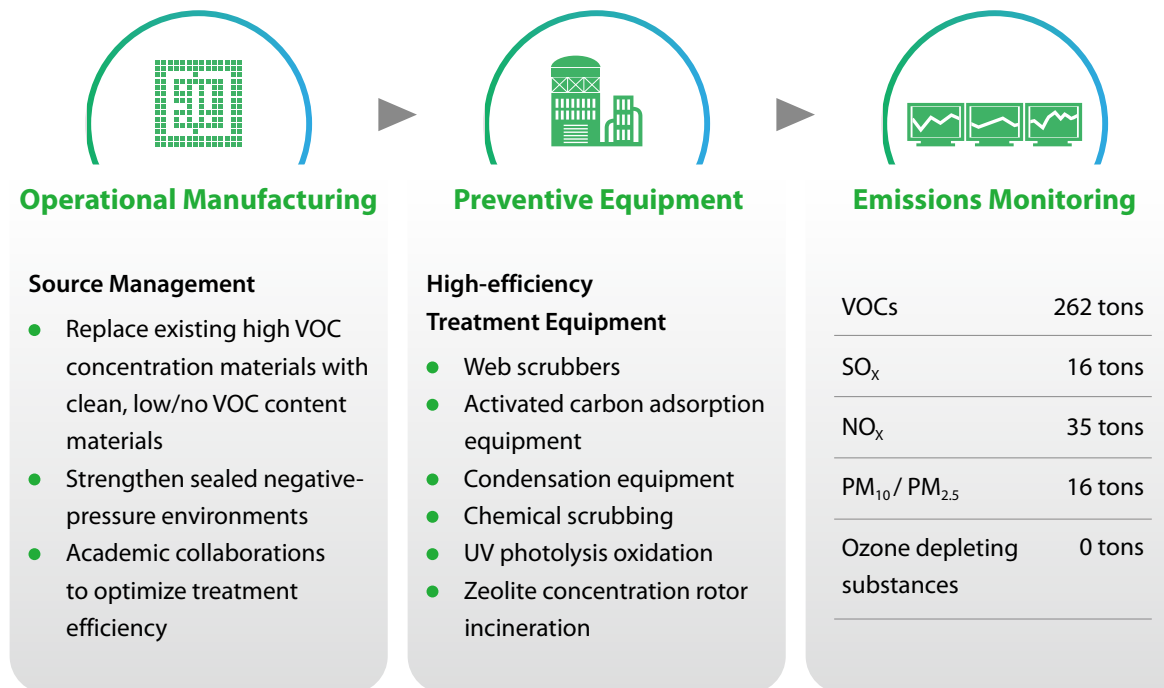 Operational Manufacturing
Source Management
Replace existing high VOC
concentration materials with
clean, low/no VOC content
materials
Strengthen sealed negative-
pressure environments
Academic collaborations
to optimize treatment
efficiency
Preventive Equipment
High-efficiency
Treatment Equipment
Web scrubbers
Activated carbon adsorption
equipment
Condensation equipment
Chemical scrubbing
UV photolysis oxidation
Zeolite concentration rotor
incineration
Emissions Monitoring
VOCs 262 tons
SOX 16 tons
NOX 35 tons
PM10 / PM2.5 16 tons
Ozone depleting 0 tons
substances